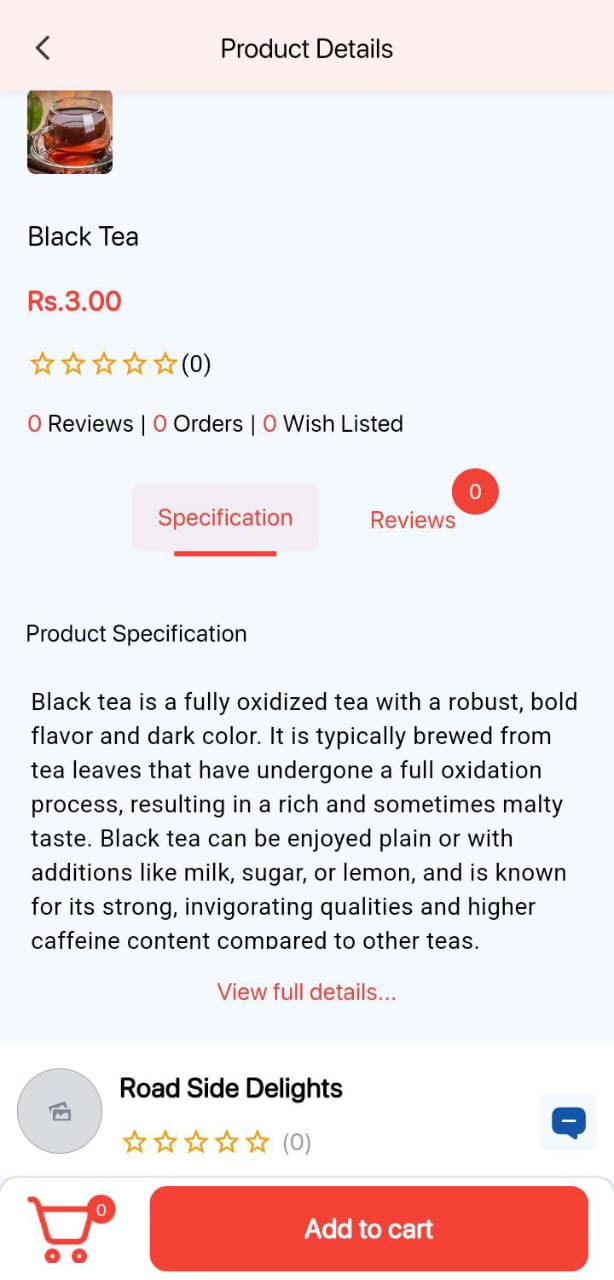 Product Details
Black Tea
Rs.3.00
(0)
0 Reviews | 0 Orders | 0 Wish Listed
Specification
Reviews
0
Product Specification
Black tea is a fully oxidized tea with a robust, bold
flavor and dark color. It is typically brewed from
tea leaves that have undergone a full oxidation
process, resulting in a rich and sometimes malty
taste. Black tea can be enjoyed plain or with
additions like milk, sugar, or lemon, and is known
for its strong, invigorating qualities and higher
caffeine content compared to other teas.
View full details...
Road Side Delights
(0)
0
Add to cart